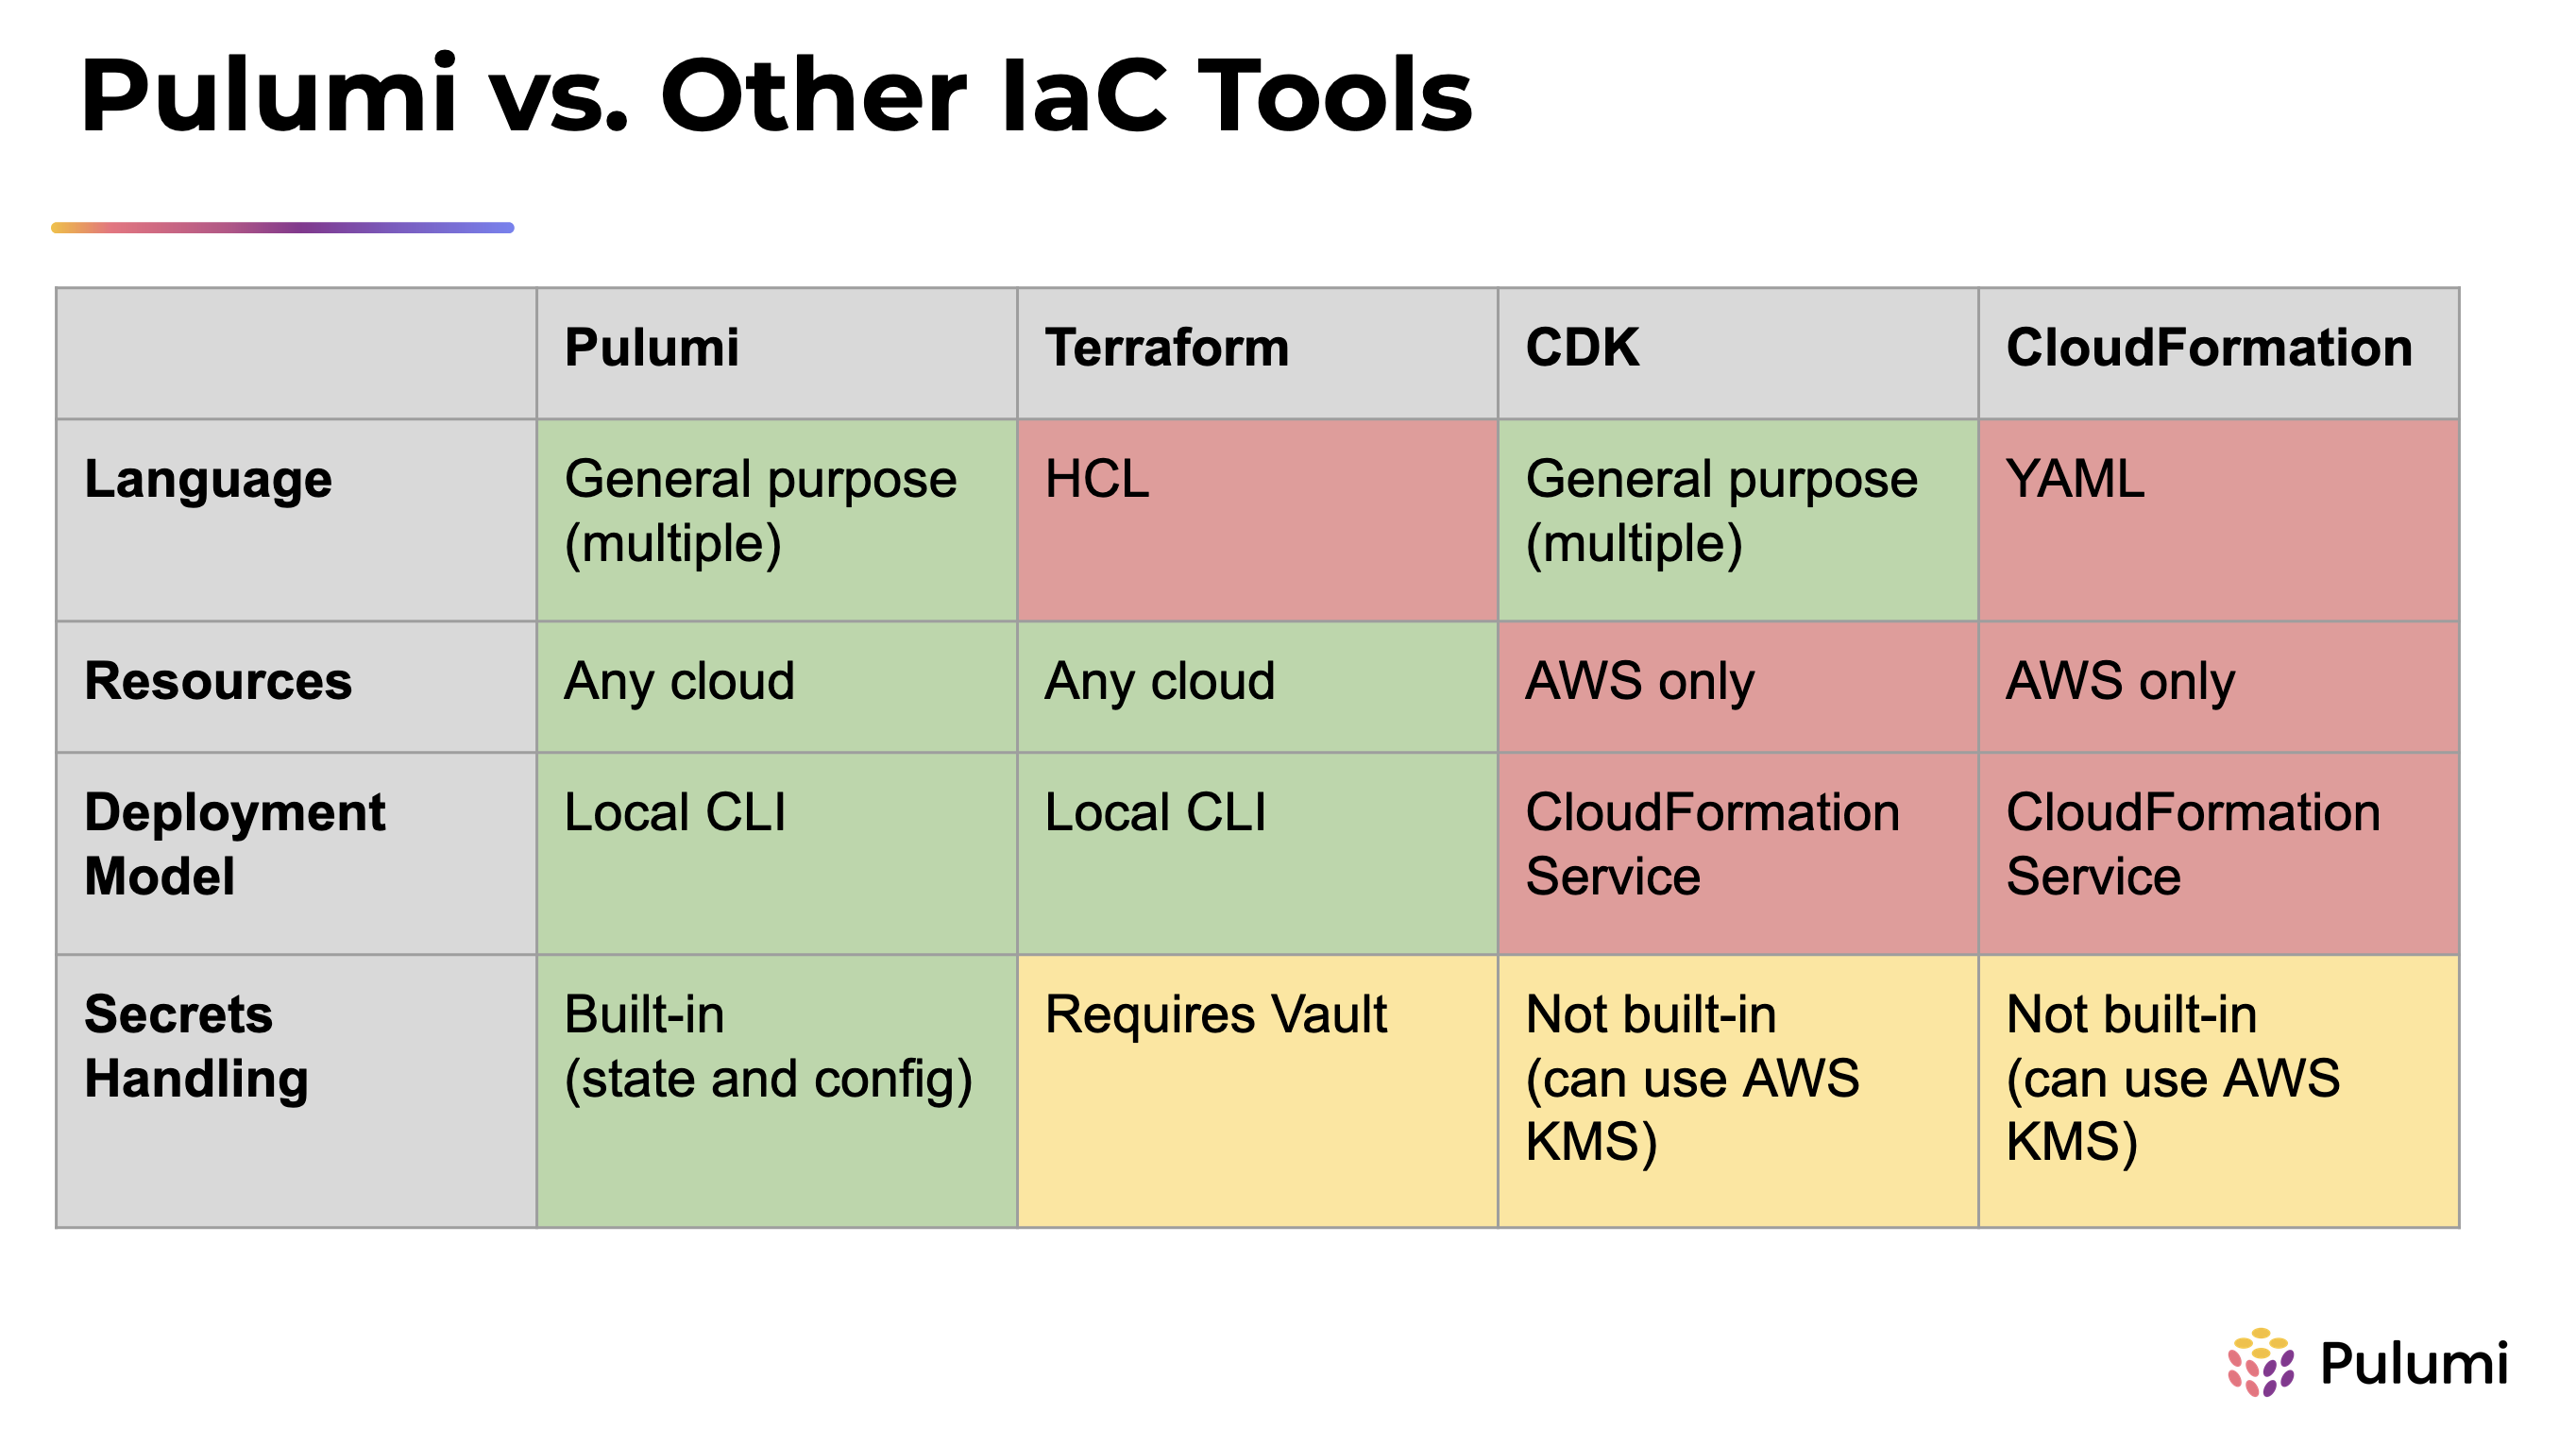 Pulumi vs. Other IaC Tools
Pulumi
Terraform
CDK
CloudFormation
Language
General purpose
(multiple)
HCL
General purpose
(multiple)
YAML
Resources
Any cloud
Any cloud
AWS only
AWS only
Deployment
Model
Local CLI
Local CLI
CloudFormation
Service
CloudFormation
Service
Secrets
Handling
Built-in
(state and config)
Requires Vault
Not built-in
(can use AWS
KMS)
Not built-in
(can use AWS
KMS)
Pulumi